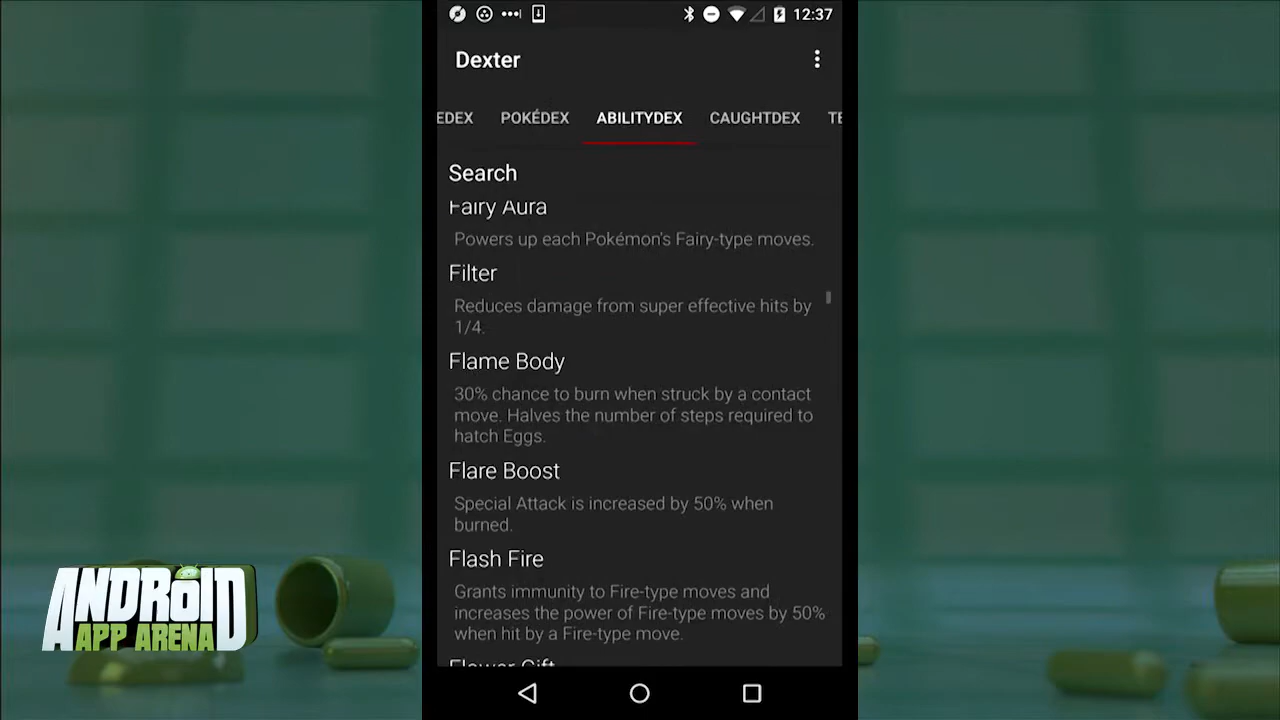 12:37
Dexter
EDEX POKÉDEX ABILITYDEX CAUGHTDEX TE
Search
Fairy Aura
Powers up each Pokémon's Fairy-type moves.
Filter
Reduces damage from super effective hits by
1/4.
Flame Body
30% chance to burn when struck by a contact
move. Halves the number of steps required to
hatch Eggs.
Flare Boost
Special Attack is increased by 50% when
burned.
Flash Fire
Grants immunity to Fire-type moves and
increases the power of Fire-type moves by 50%
when hit by a Fire-type move.
Flower Gift
ANDROID
APP ARENA